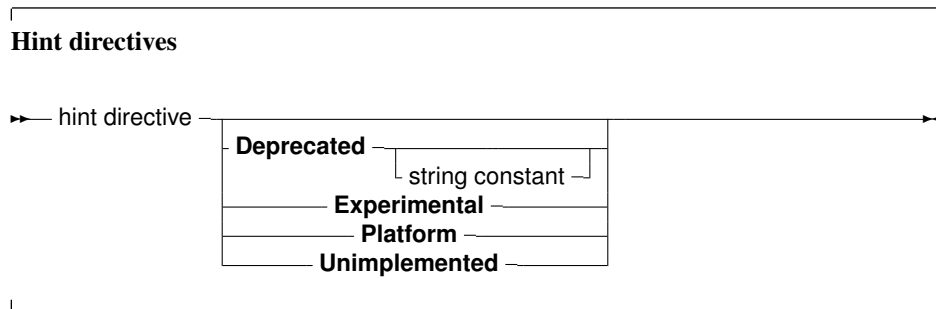 Hint directives
hint directive
Deprecated
string constant
Experimental
Platform
Unimplemented